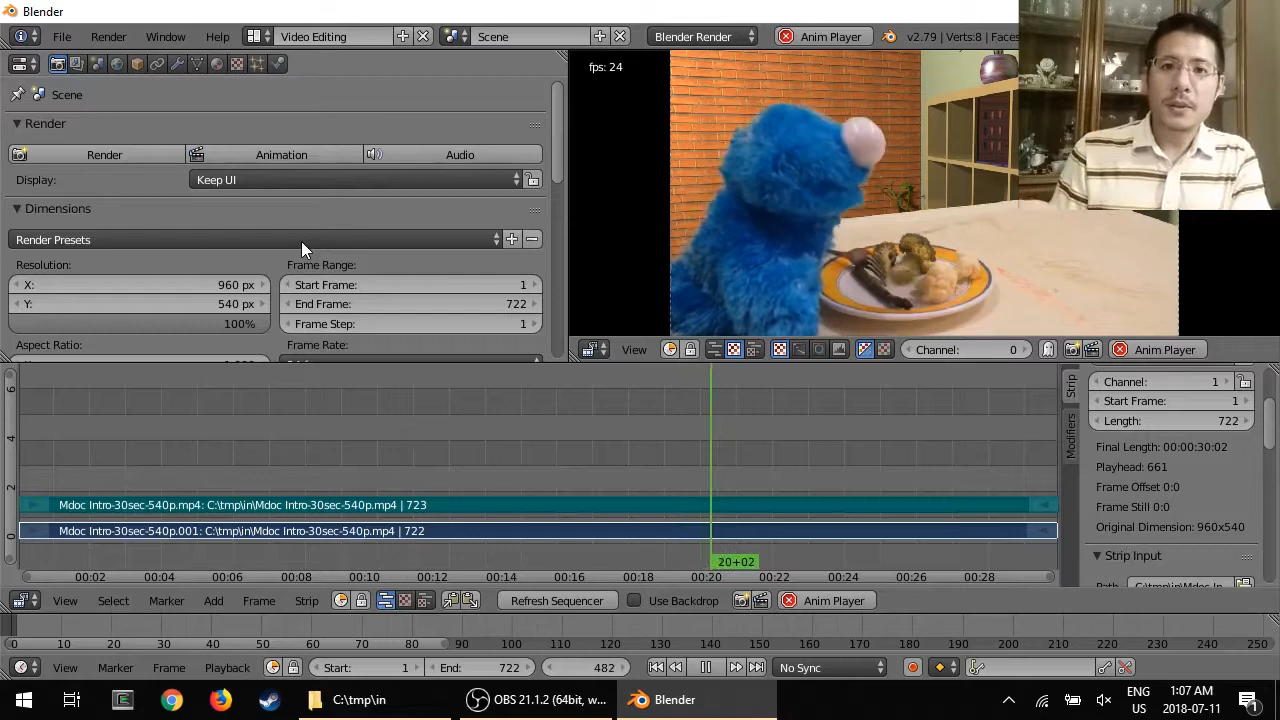 Blender
File Render Window Help Video Editing Scene Blender Render Anim Player v2.79 | Verts:8 | Faces
Scene
Render
Render Animation Audio
Display: Keep UI
Dimensions
Render Presets
Resolution: Frame Range:
X: 960 px Start Frame: 1
Y: 540 px End Frame: 722
100% Frame Step: 1
Aspect Ratio: Frame Rate:
fps: 24
View Channel: 0 Anim Player
6
4
2
0
Mdoc Intro-30sec-540p.mp4: C:\tmp\in\Mdoc Intro-30sec-540p.mp4 | 723
Mdoc Intro-30sec-540p.001: C:\tmp\in\Mdoc Intro-30sec-540p.mp4 | 722
20+02
00:02 00:04 00:06 00:08 00:10 00:12 00:14 00:16 00:18 00:20 00:22 00:24 00:26 00:28
Strip
Modifiers
Channel: 1
Start Frame: 1
Length: 722
Final Length: 00:00:30:02
Playhead: 661
Frame Offset 0:0
Frame Still 0:0
Original Dimension: 960x540
Strip Input
View Select Marker Add Frame Strip Refresh Sequencer Use Backdrop Anim Player
0 10 20 30 40 50 60 70 80 90 100 110 120 130 140 150 160 170 180 190 200 210 220 230 240 250
View Marker Frame Playback Start: 1 End: 722 482 No Sync
C:\tmp\in OBS 21.1.2 (64bit, w... Blender
ENG
US
1:07 AM
2018-07-11
1